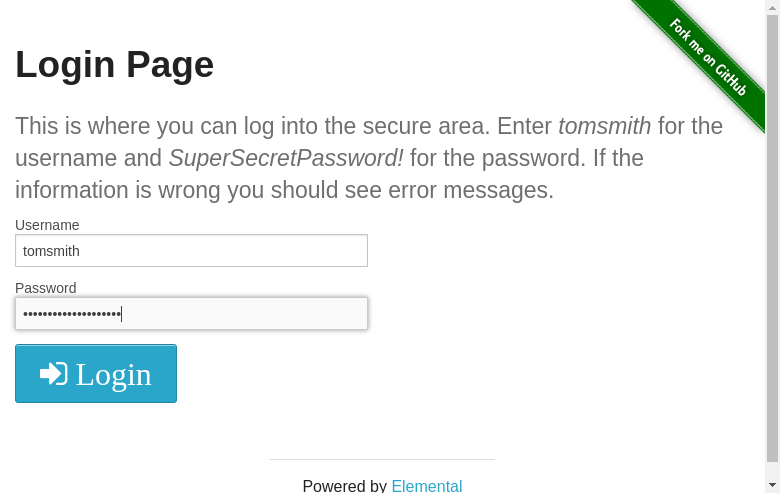 Fork me on GitHub
Login Page
This is where you can log into the secure area. Enter tomsmith for the
username and SuperSecretPassword! for the password. If the
information is wrong you should see error messages.
Username
tomsmith
Password
••••••••••••••••••••
Login
Powered by Elemental